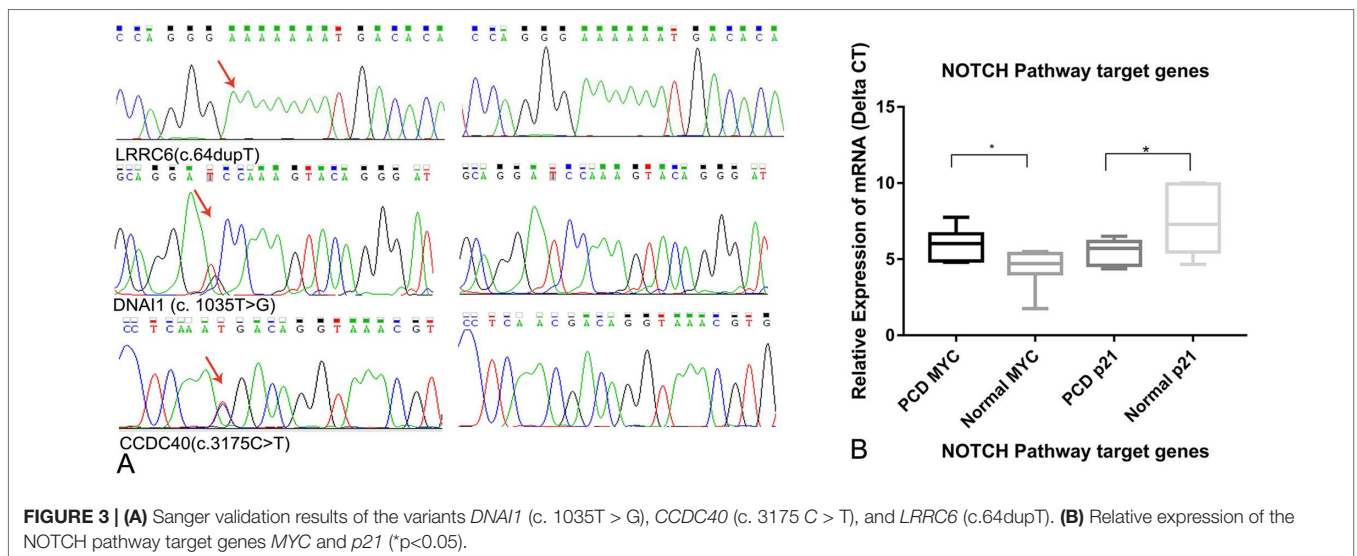 C C A G G G A A A A A A A T G A C A C A
C C A G G G A A A A A A T G A C A C A
LRRC6(c.64dupT)
G C A G G A T C C A A A G T A C A G G G A T
G C A G G A T C C A A A G T A C A G G G A T
DNAI1 (c. 1035T>G)
CC T C AA A T G A C A G G T A A A C G T
CC T C A A C G A C A G G T A A A C G T G
CCDC40(c.3175C>T)
A
NOTCH Pathway target genes
Relative Expression of mRNA (Delta CT)
15
10
5
0
*
*
PCD MYC
Normal MYC
PCD p21
Normal p21
B
NOTCH Pathway target genes
FIGURE 3 | (A) Sanger validation results of the variants DNAI1 (c. 1035T > G), CCDC40 (c. 3175 C > T), and LRRC6 (c.64dupT). (B) Relative expression of the
NOTCH pathway target genes MYC and p21 (*p<0.05).